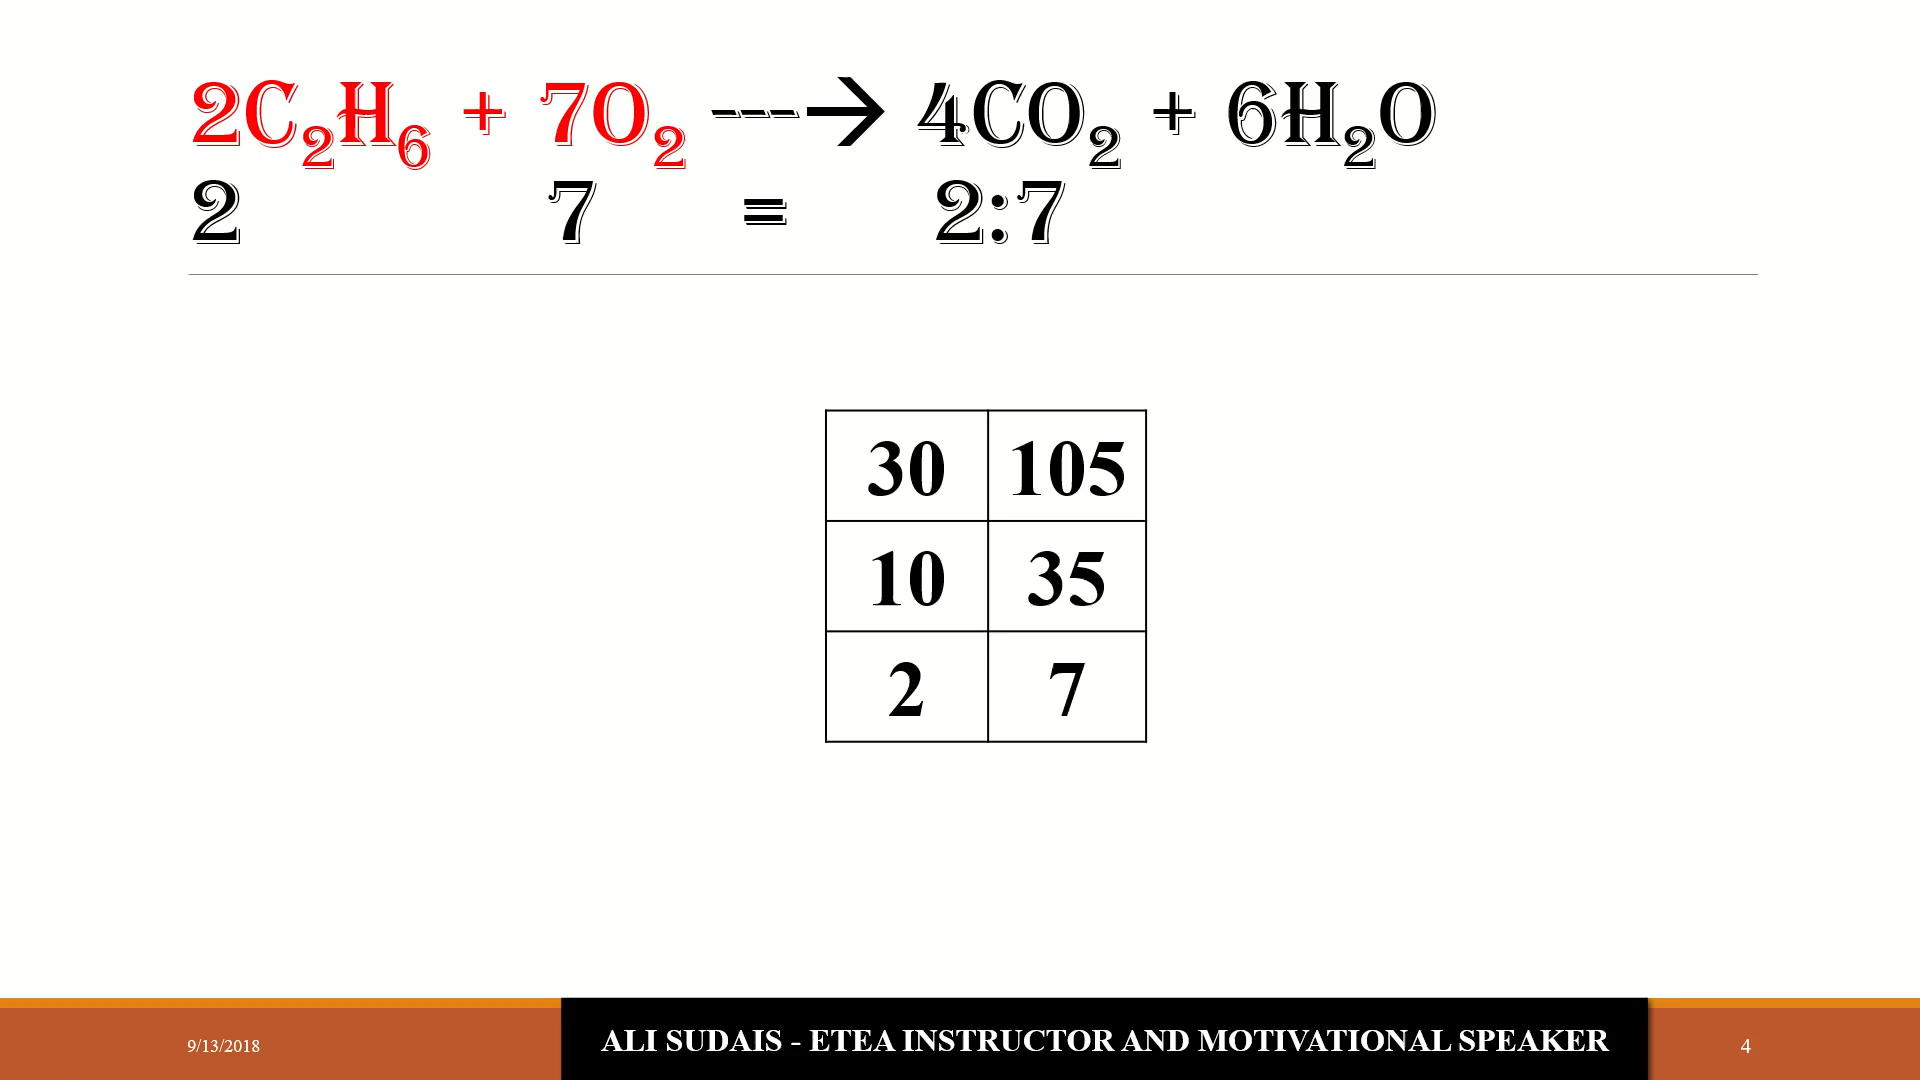 2C₂H₆ + 7O₂ ---→ 4CO₂ + 6H₂O
2 7 = 2:7
30 105
10 35
2 7
9/13/2018
ALI SUDAIS - ETEA INSTRUCTOR AND MOTIVATIONAL SPEAKER
4